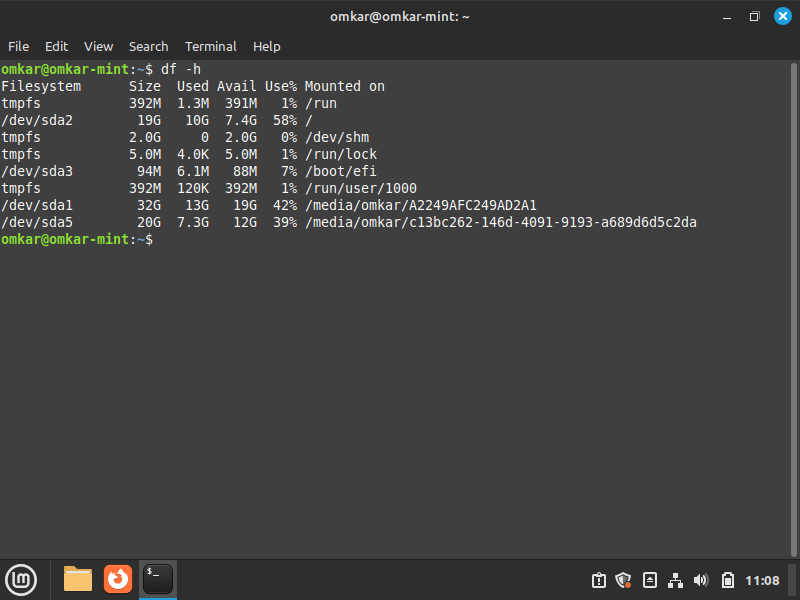 omkar@omkar-mint: ~
File Edit View Search Terminal Help
omkar@omkar-mint:~$ df -h
Filesystem      Size  Used Avail Use% Mounted on
tmpfs           392M  1.3M  391M   1% /run
/dev/sda2        19G   10G  7.4G  58% /
tmpfs           2.0G     0  2.0G   0% /dev/shm
tmpfs           5.0M  4.0K  5.0M   1% /run/lock
/dev/sda3        94M  6.1M   88M   7% /boot/efi
tmpfs           392M  120K  392M   1% /run/user/1000
/dev/sda1        32G   13G   19G  42% /media/omkar/A2249AFC249AD2A1
/dev/sda5        20G  7.3G   12G  39% /media/omkar/c13bc262-146d-4091-9193-a689d6d5c2da
omkar@omkar-mint:~$
$_
11:08